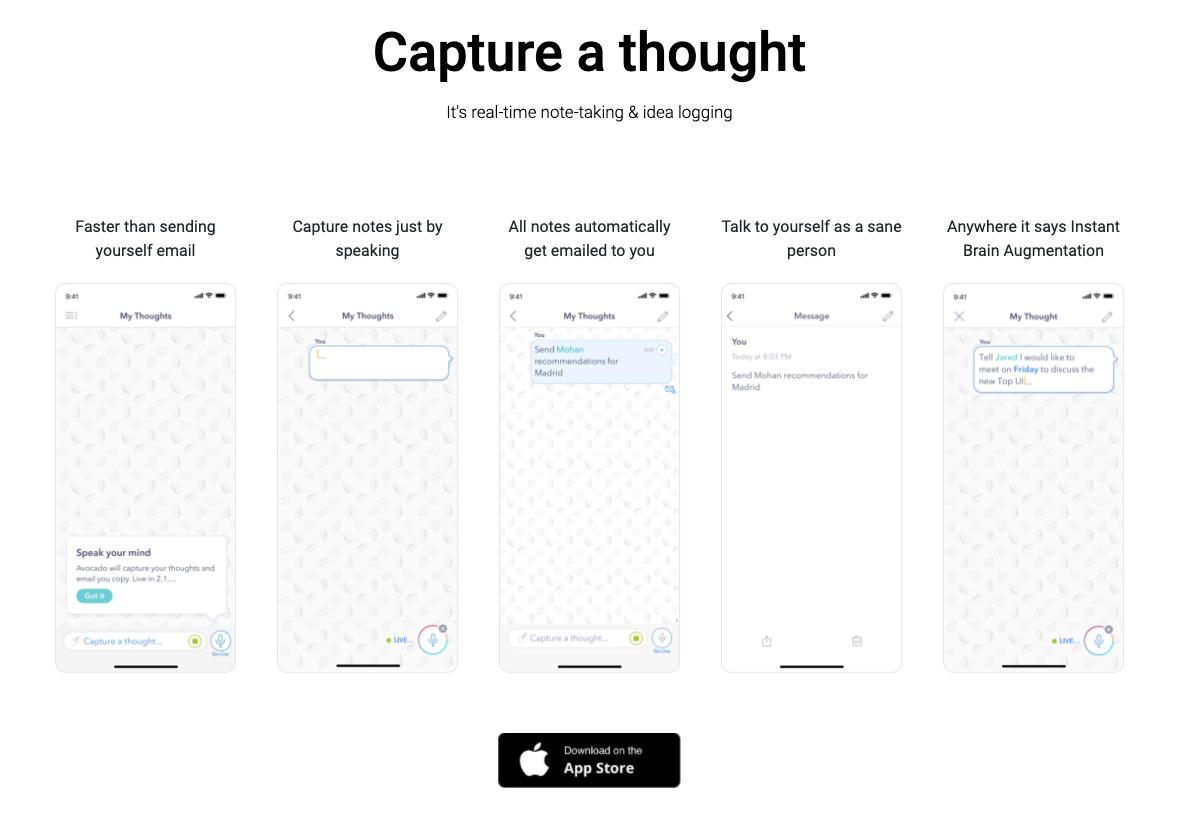 Capture a thought
It's real-time note-taking & idea logging
Faster than sending
yourself email
Capture notes just by
speaking
All notes automatically
get emailed to you
Talk to yourself as a sane
person
Anywhere it says Instant
Brain Augmentation
9:41
My Thoughts
Speak your mind
Avocado will capture your thoughts and
email you copy. Live in 2,1,...
Got it
Capture a thought...
Go Live
9:41
My Thoughts
You
LIVE...
9:41
My Thoughts
You
Send Mohan
recommendations for
Madrid
Capture a thought...
Go Live
9:41
Message
You
Today at 8:03 PM
Send Mohan recommendations for
Madrid
9:41
My Thought
You
Tell Jared I would like to
meet on Friday to discuss the
new Top UI...
LIVE...
Download on the
App Store